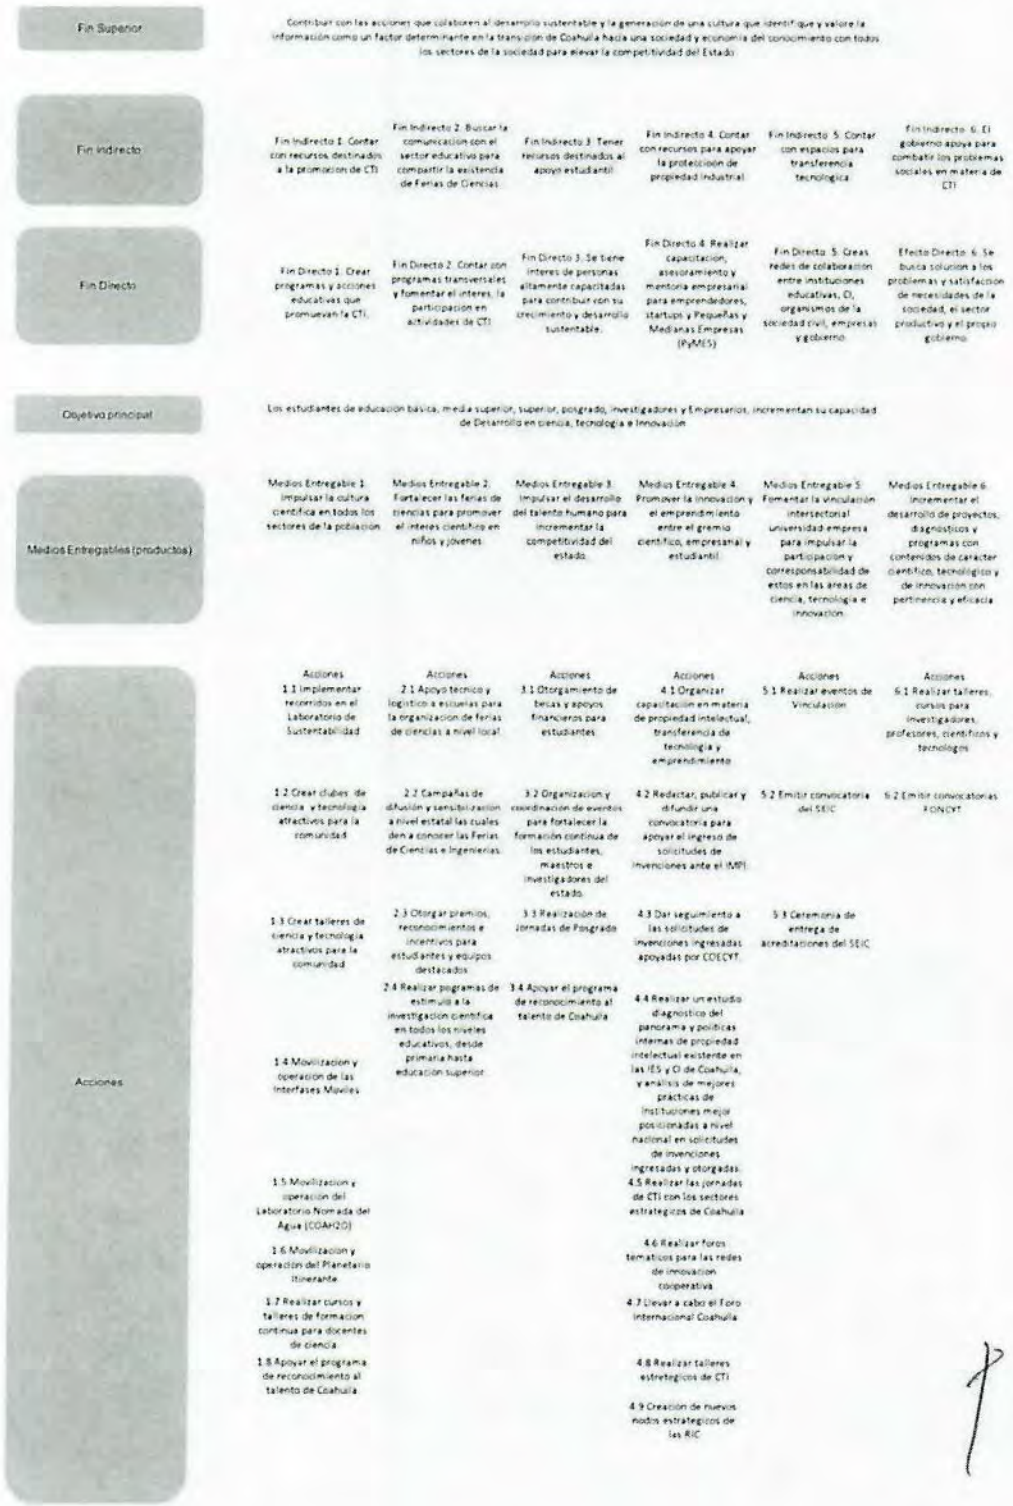 Fin Superior
Contribuir con las acciones que colaboren al desarrollo sustentable y la generación de una cultura que identifique y valore la
información como un factor determinante en la transición de Coahuila hacia una sociedad y economía del conocimiento con todos
los sectores de la sociedad para elevar la competitividad del Estado
Fin Indirecto
Fin Indirecto 1. Contar
con recursos destinados
a la promoción de CTI
Fin Indirecto 2. Buscar la
comunicación con el
sector educativo para
compartir la existencia
de Ferias de Ciencias
Fin Indirecto 3. Tener
recursos destinados al
apoyo estudiantil
Fin Indirecto 4. Contar
con recursos para apoyar
la protección de
propiedad industrial
Fin Indirecto 5. Contar
con espacios para
transferencia
tecnologica
Fin Indirecto 6. El
gobierno apoya para
combatir los problemas
sociales en materia de
CTI
Fin Directo
Fin Directo 1. Crear
programas y acciones
educativas que
promuevan la CTI.
Fin Directo 2. Contar con
programas transversales
y fomentar el interes, la
participación en
actividades de CTI
Fin Directo 3. Se tiene
interes de personas
altamente capacitadas
para contribuir con su
crecimiento y desarrollo
sustentable.
Fin Directo 4. Realizar
capacitación,
asesoramiento y
mentoría empresarial
para emprendedores,
startups y Pequeñas y
Medianas Empresas
(PyMES)
Fin Directo 5. Creas
redes de colaboración
entre instituciones
educativas, CI,
organismos de la
sociedad civil, empresas
y gobierno
Efecto Directo 6. Se
busca solución a los
problemas y satisfacción
de necesidades de la
sociedad, el sector
productivo y el propio
gobierno
Objetivo principal
Los estudiantes de educación básica, media superior, superior, posgrado, investigadores y Empresarios, incrementan su capacidad
de Desarrollo en ciencia, tecnología e Innovación
Medios Entregables (productos)
Medios Entregable 1.
Impulsar la cultura
científica en todos los
sectores de la población
Medios Entregable 2.
Fortalecer las ferias de
ciencias para promover
el interes científico en
niños y jovenes
Medios Entregable 3.
Impulsar el desarrollo
del talento humano para
incrementar la
competitividad del
estado.
Medios Entregable 4.
Promover la innovación y
el emprendimiento
entre el gremio
científico, empresarial y
estudiantil
Medios Entregable 5.
Fomentar la vinculación
intersectorial
universidad empresa
para impulsar la
participación y
corresponsabilidad de
estos en las áreas de
ciencia, tecnología e
innovación.
Medios Entregable 6.
Incrementar el
desarrollo de proyectos,
diagnósticos y
programas con
contenidos de carácter
científico, tecnológico y
de innovación con
pertinencia y eficacia
Acciones
Acciones
1.1 Implementar
recorridos en el
Laboratorio de
Sustentabilidad
Acciones
2.1 Apoyo tecnico y
logístico a escuelas para
la organización de ferias
de ciencias a nivel local.
Acciones
3.1 Otorgamiento de
becas y apoyos
financieros para
estudiantes
Acciones
4.1 Organizar
capacitación en materia
de propiedad intelectual,
transferencia de
tecnología y
emprendimiento
Acciones
5.1 Realizar eventos de
Vinculación
Acciones
6.1 Realizar talleres,
cursos para
investigadores,
profesores, científicos y
tecnologos
1.2 Crear clubes de
ciencia y tecnología
atractivos para la
comunidad
2.2 Campañas de
difusión y sensibilización
a nivel estatal las cuales
den a conocer las Ferias
de Ciencias e Ingenierías.
3.2 Organización y
coordinación de eventos
para fortalecer la
formación continua de
los estudiantes,
maestros e
investigadores del
estado.
4.2 Redactar, publicar y
difundir una
convocatoria para
apoyar el ingreso de
solicitudes de
invenciones ante el IMPI.
5.2 Emitir convocatoria
del SEIC
6.2 Emitir convocatorias
FONCYT
1.3 Crear talleres de
ciencia y tecnología
atractivos para la
comunidad
2.3 Otorgar premios,
reconocimientos e
incentivos para
estudiantes y equipos
destacados
3.3 Realización de
Jornadas de Posgrado
4.3 Dar seguimiento a
las solicitudes de
invenciones ingresadas
apoyadas por COECYT.
5.3 Ceremonia de
entrega de
acreditaciones del SEIC
1.4 Movilización y
operación de las
Interfases Moviles
2.4 Realizar pogramas de
estimulo a la
investigación científica
en todos los niveles
educativos, desde
primaria hasta
educación superior
3.4 Apoyar el programa
de reconocimiento al
talento de Coahuila
4.4 Realizar un estudio
diagnostico del
panorama y políticas
internas de propiedad
intelectual existente en
las IES y CI de Coahuila,
y análisis de mejores
prácticas de
Instituciones mejor
posicionadas a nivel
nacional en solicitudes
de invenciones
ingresadas y otorgadas.
1.5 Movilización y
operación del
Laboratorio Nomada del
Agua (COAH2O)
4.5 Realizar las jornadas
de CTI con los sectores
estrategicos de Coahuila
1.6 Movilización y
operación del Planetario
Itinerante
4.6 Realizar foros
tematicos para las redes
de innovacion
cooperativa
1.7 Realizar cursos y
talleres de formacion
continua para docentes
de ciencia
4.7 Llevar a cabo el Foro
Internacional Coahuila
1.8 Apoyar el programa
de reconocimiento al
talento de Coahuila
4.8 Realizar talleres
estretegicos de CTI
4.9 Creación de nuevos
nodos estrategicos de
las RIC